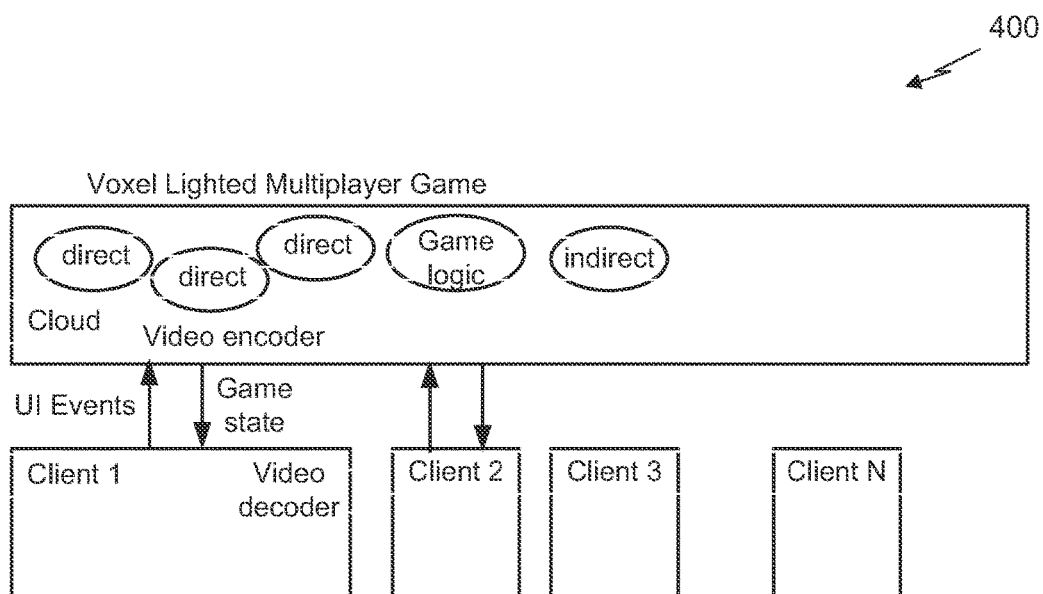 400
Voxel Lighted Multiplayer Game
direct
direct
direct
Game
logic
indirect
Cloud
Video encoder
UI Events
Game
state
Client 1
Video
decoder
Client 2
Client 3
Client N